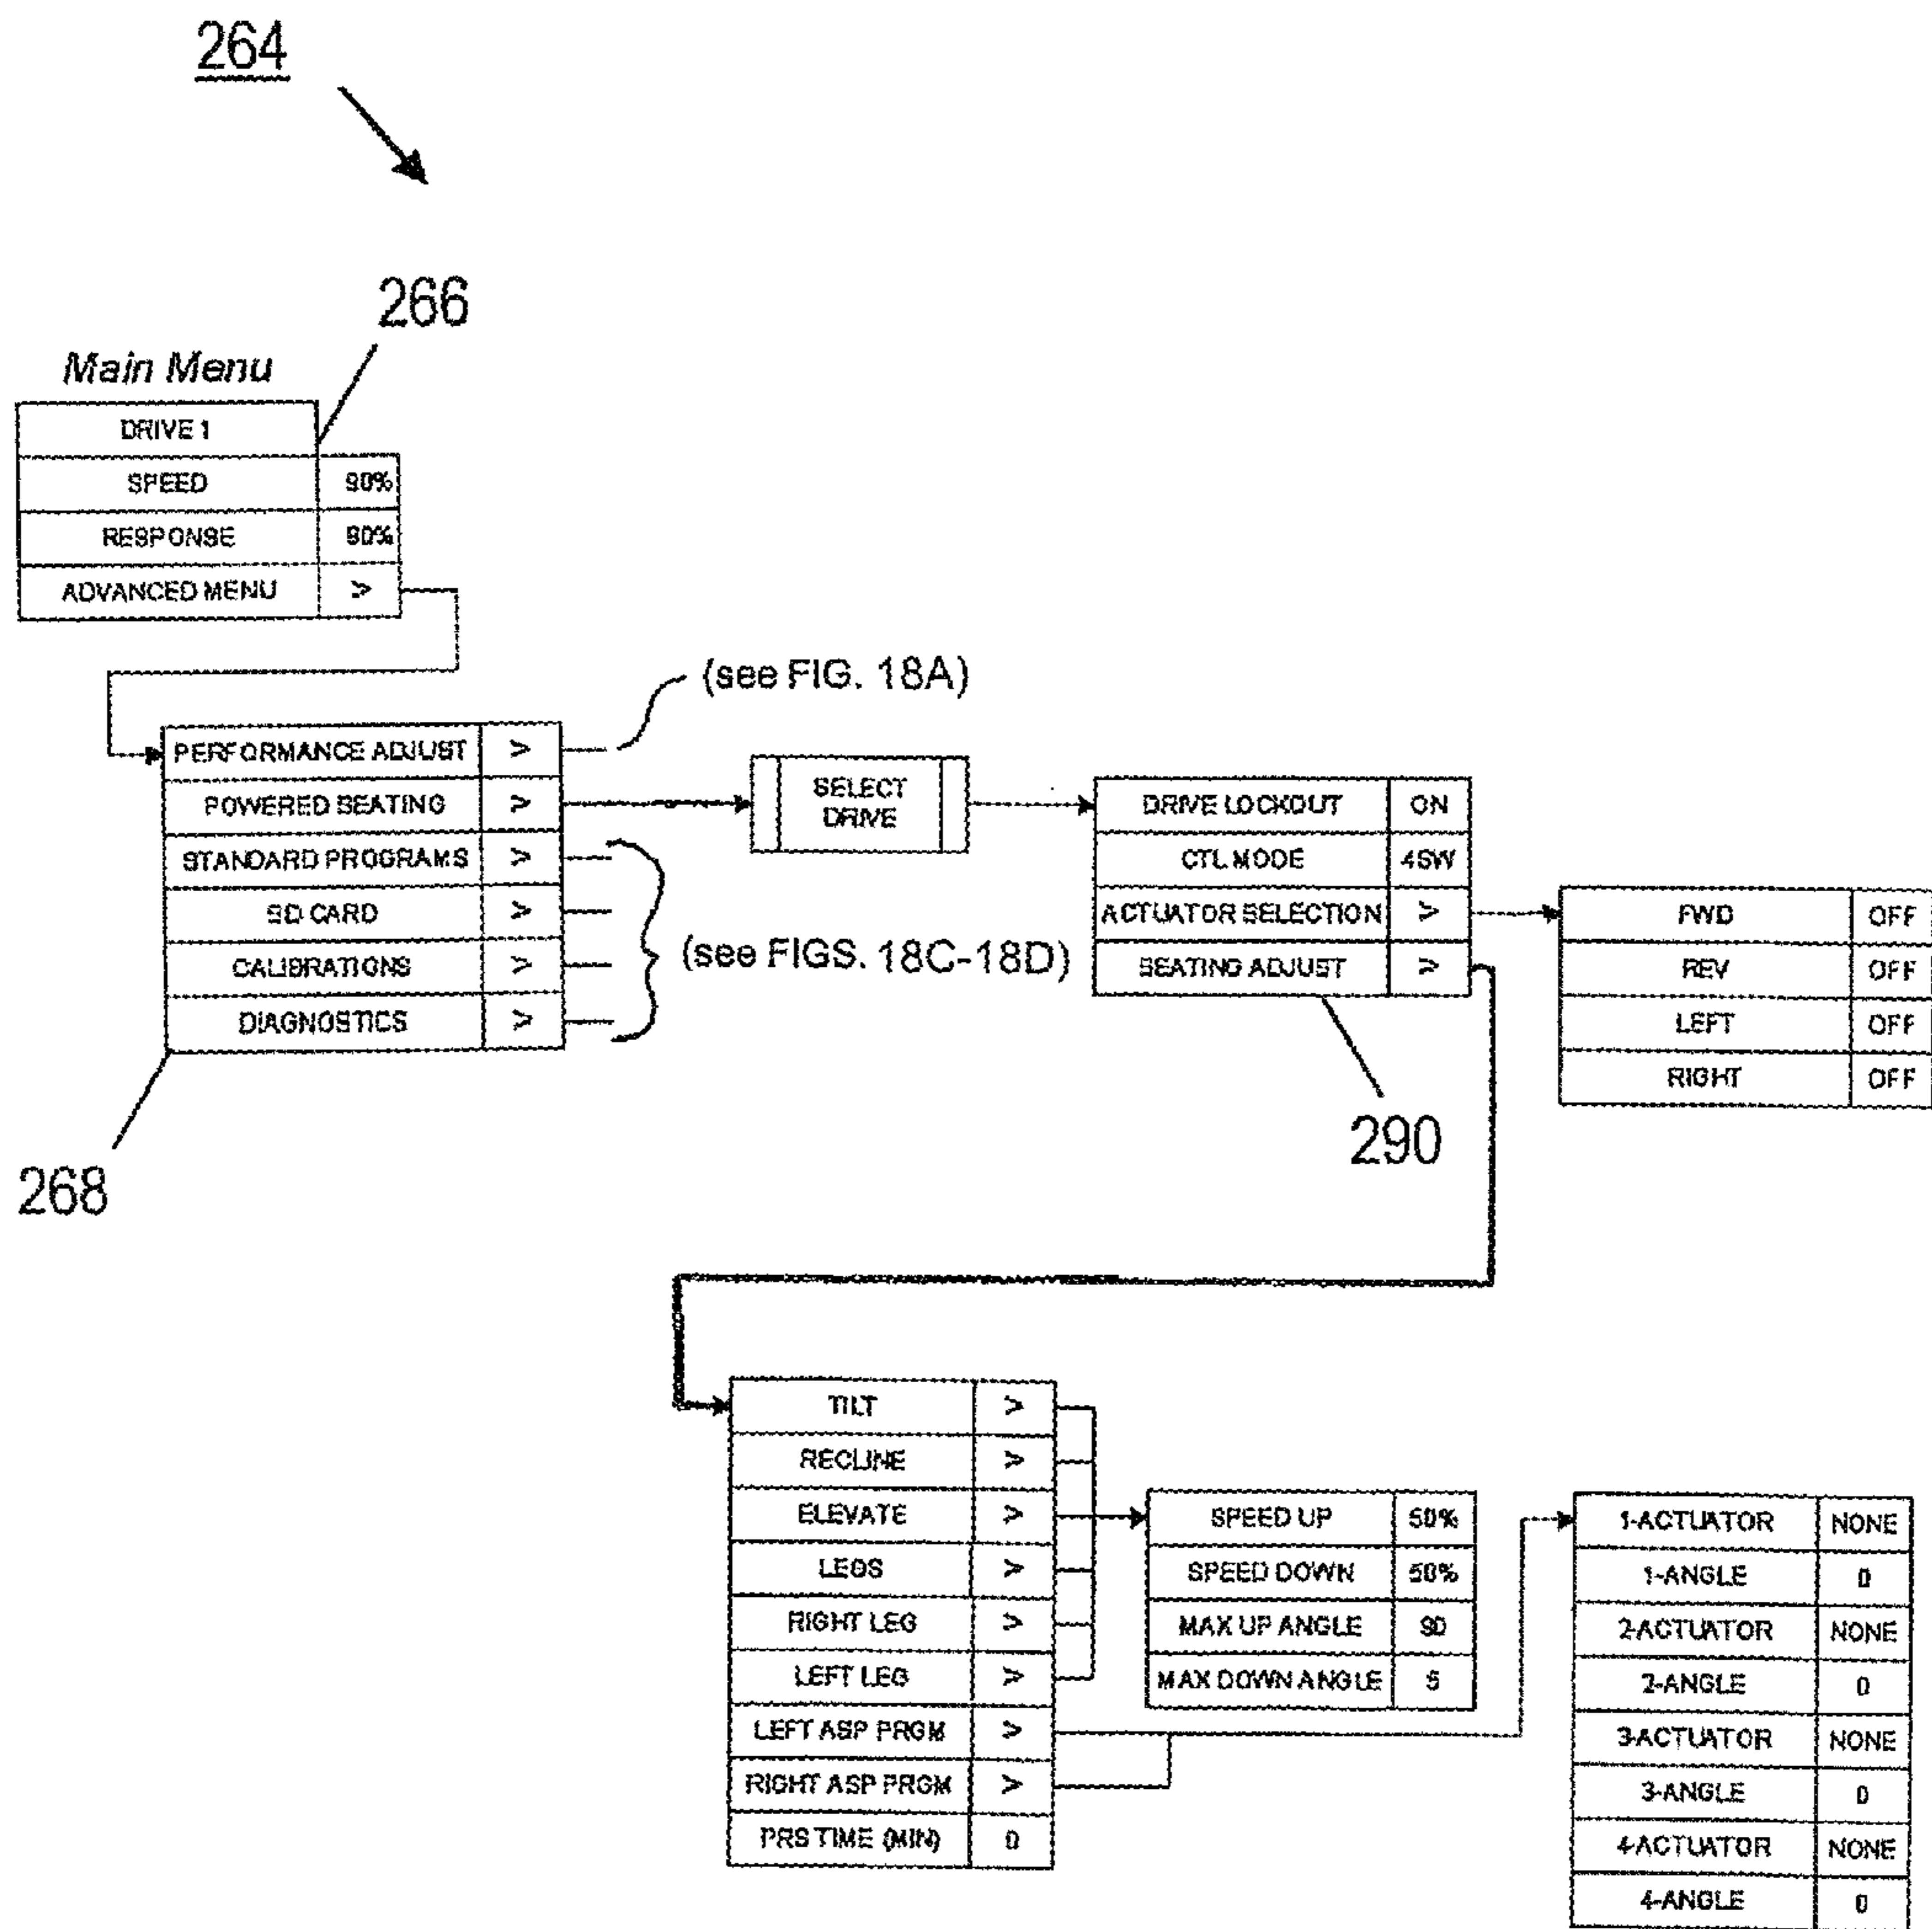 264
266
Main Menu
DRIVE 1
SPEED 90%
RESPONSE 90%
ADVANCED MENU >
(see FIG. 18A)
PERFORMANCE ADJUST >
POWERED SEATING >
STANDARD PROGRAMS >
SD CARD >
CALIBRATIONS >
DIAGNOSTICS >
(see FIGS. 18C-18D)
268
SELECT
DRIVE
DRIVE LOCKOUT ON
CTL MODE 4SW
ACTUATOR SELECTION >
SEATING ADJUST >
290
FWD OFF
REV OFF
LEFT OFF
RIGHT OFF
TILT >
RECLINE >
ELEVATE >
LEGS >
RIGHT LEG >
LEFT LEG >
LEFT ASP PRGM >
RIGHT ASP PRGM >
PRS TIME (MIN) 0
SPEED UP 50%
SPEED DOWN 50%
MAX UP ANGLE 90
MAX DOWN ANGLE
1-ACTUATOR NONE
1-ANGLE 0
2-ACTUATOR NONE
2-ANGLE 0
3-ACTUATOR NONE
3-ANGLE 0
4-ACTUATOR NONE
4-ANGLE 0